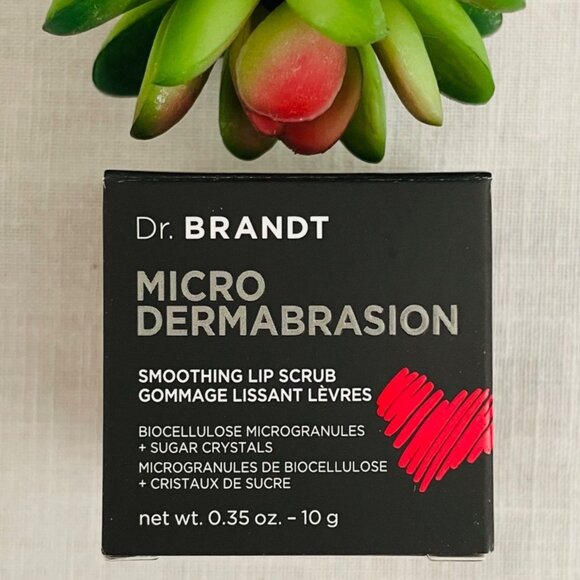 Dr. BRANDT
MICRO
DERMABRASION
SMOOTHING LIP SCRUB
GOMMAGE LISSANT LÈVRES
BIOCELLULOSE MICROGRANULES
+ SUGAR CRYSTALS
MICROGRANULES DE BIOCELLULOSE
+ CRISTAUX DE SUCRE
net wt. 0.35 oz. – 10 g